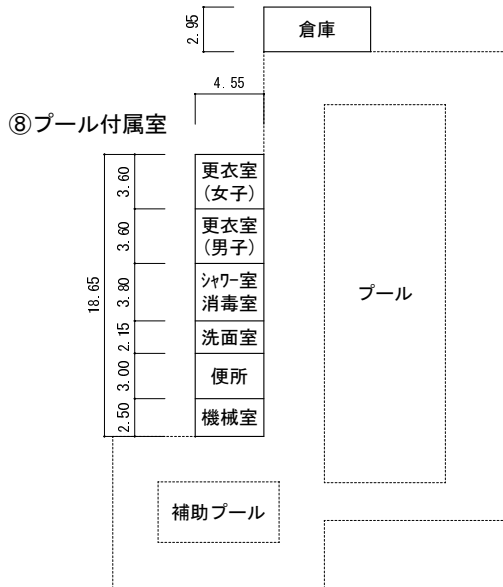 2.95
倉庫
4.55
⑧プール付属室
3.60
更衣室
(女子)
3.60
更衣室
(男子)
18.65
3.80
シャワー室
消毒室
プール
2.15
洗面室
3.00
便所
2.50
機械室
補助プール